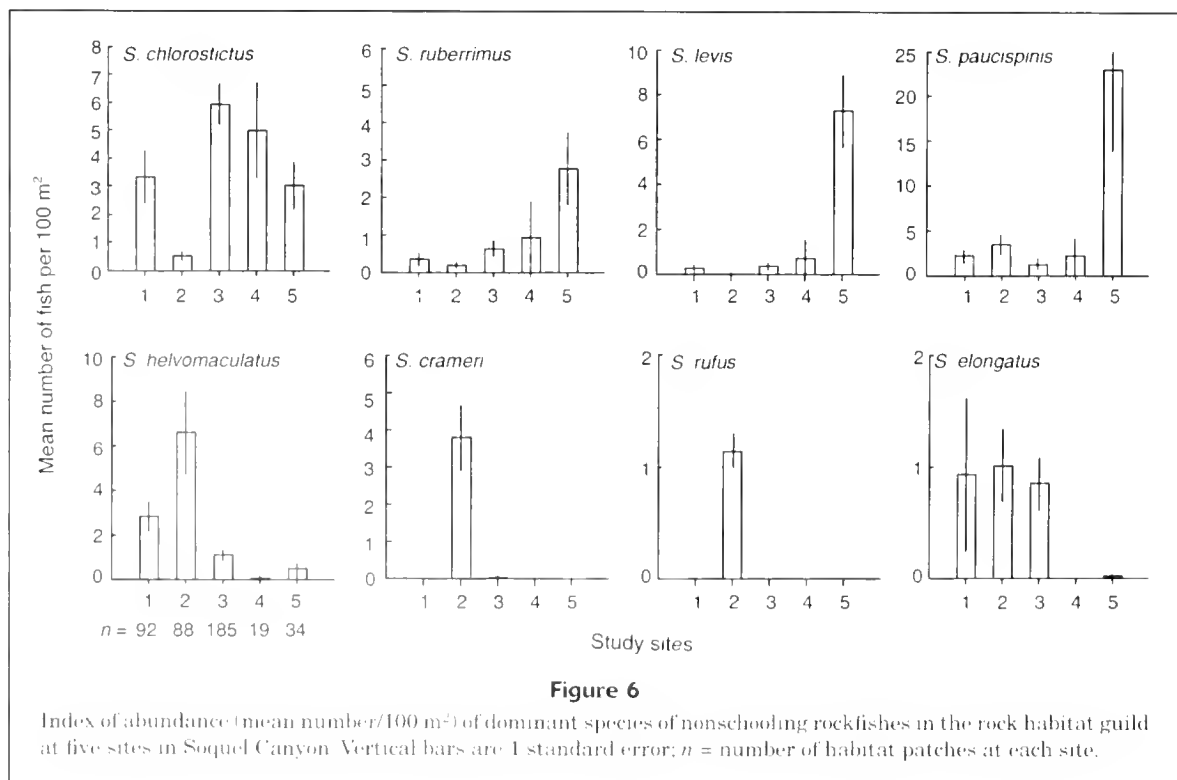 S. chlorostictus
S. ruberrimus
S. levis
S. paucispinis
8
7
6
5
4
3
2
1
0
1 2 3 4 5
6
5
4
3
2
1
0
1 2 3 4 5
10
8
6
4
2
0
1 2 3 4 5
25
20
15
10
5
0
1 2 3 4 5
Mean number of fish per 100 m²
S helvomaculatus
S. crameri
S rufus
S elongatus
10
8
6
4
2
0
1 2 3 4 5
n = 92 88 185 19 34
6
5
4
3
2
1
0
1 2 3 4 5
2
1
0
1 2 3 4 5
2
1
0
1 2 3 4 5
Study sites
Figure 6
Index of abundance (mean number/100 m²) of dominant species of nonschooling rockfishes in the rock habitat guild
at five sites in Soquel Canyon Vertical bars are 1 standard error; n = number of habitat patches at each site.